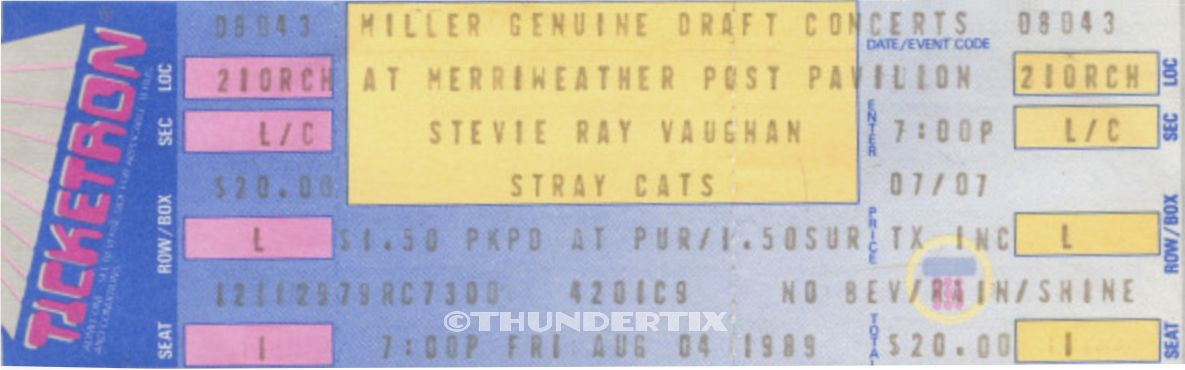 TICKETRON
08043 MILLER GENUINE DRAFT CONCERTS 08043
DATE/EVENT CODE
LOC 210RCH AT MERRIWEATHER POST PAVILION 210RCH LOC
SEC L/C STEVIE RAY VAUGHAN ENTER 7:00P L/C SEC
$20.00 STRAY CATS 07/07
ROW/BOX L $1.50 PKPD AT PUR/1.50SUR PRICE TX INC L ROW/BOX
12112979RC7300 4201C9 NO BEV/RAIN/SHINE
©THUNDERTIX
SEAT 1 7:00P FRI AUG 04 1989 TOTAL $20.00 1 SEAT